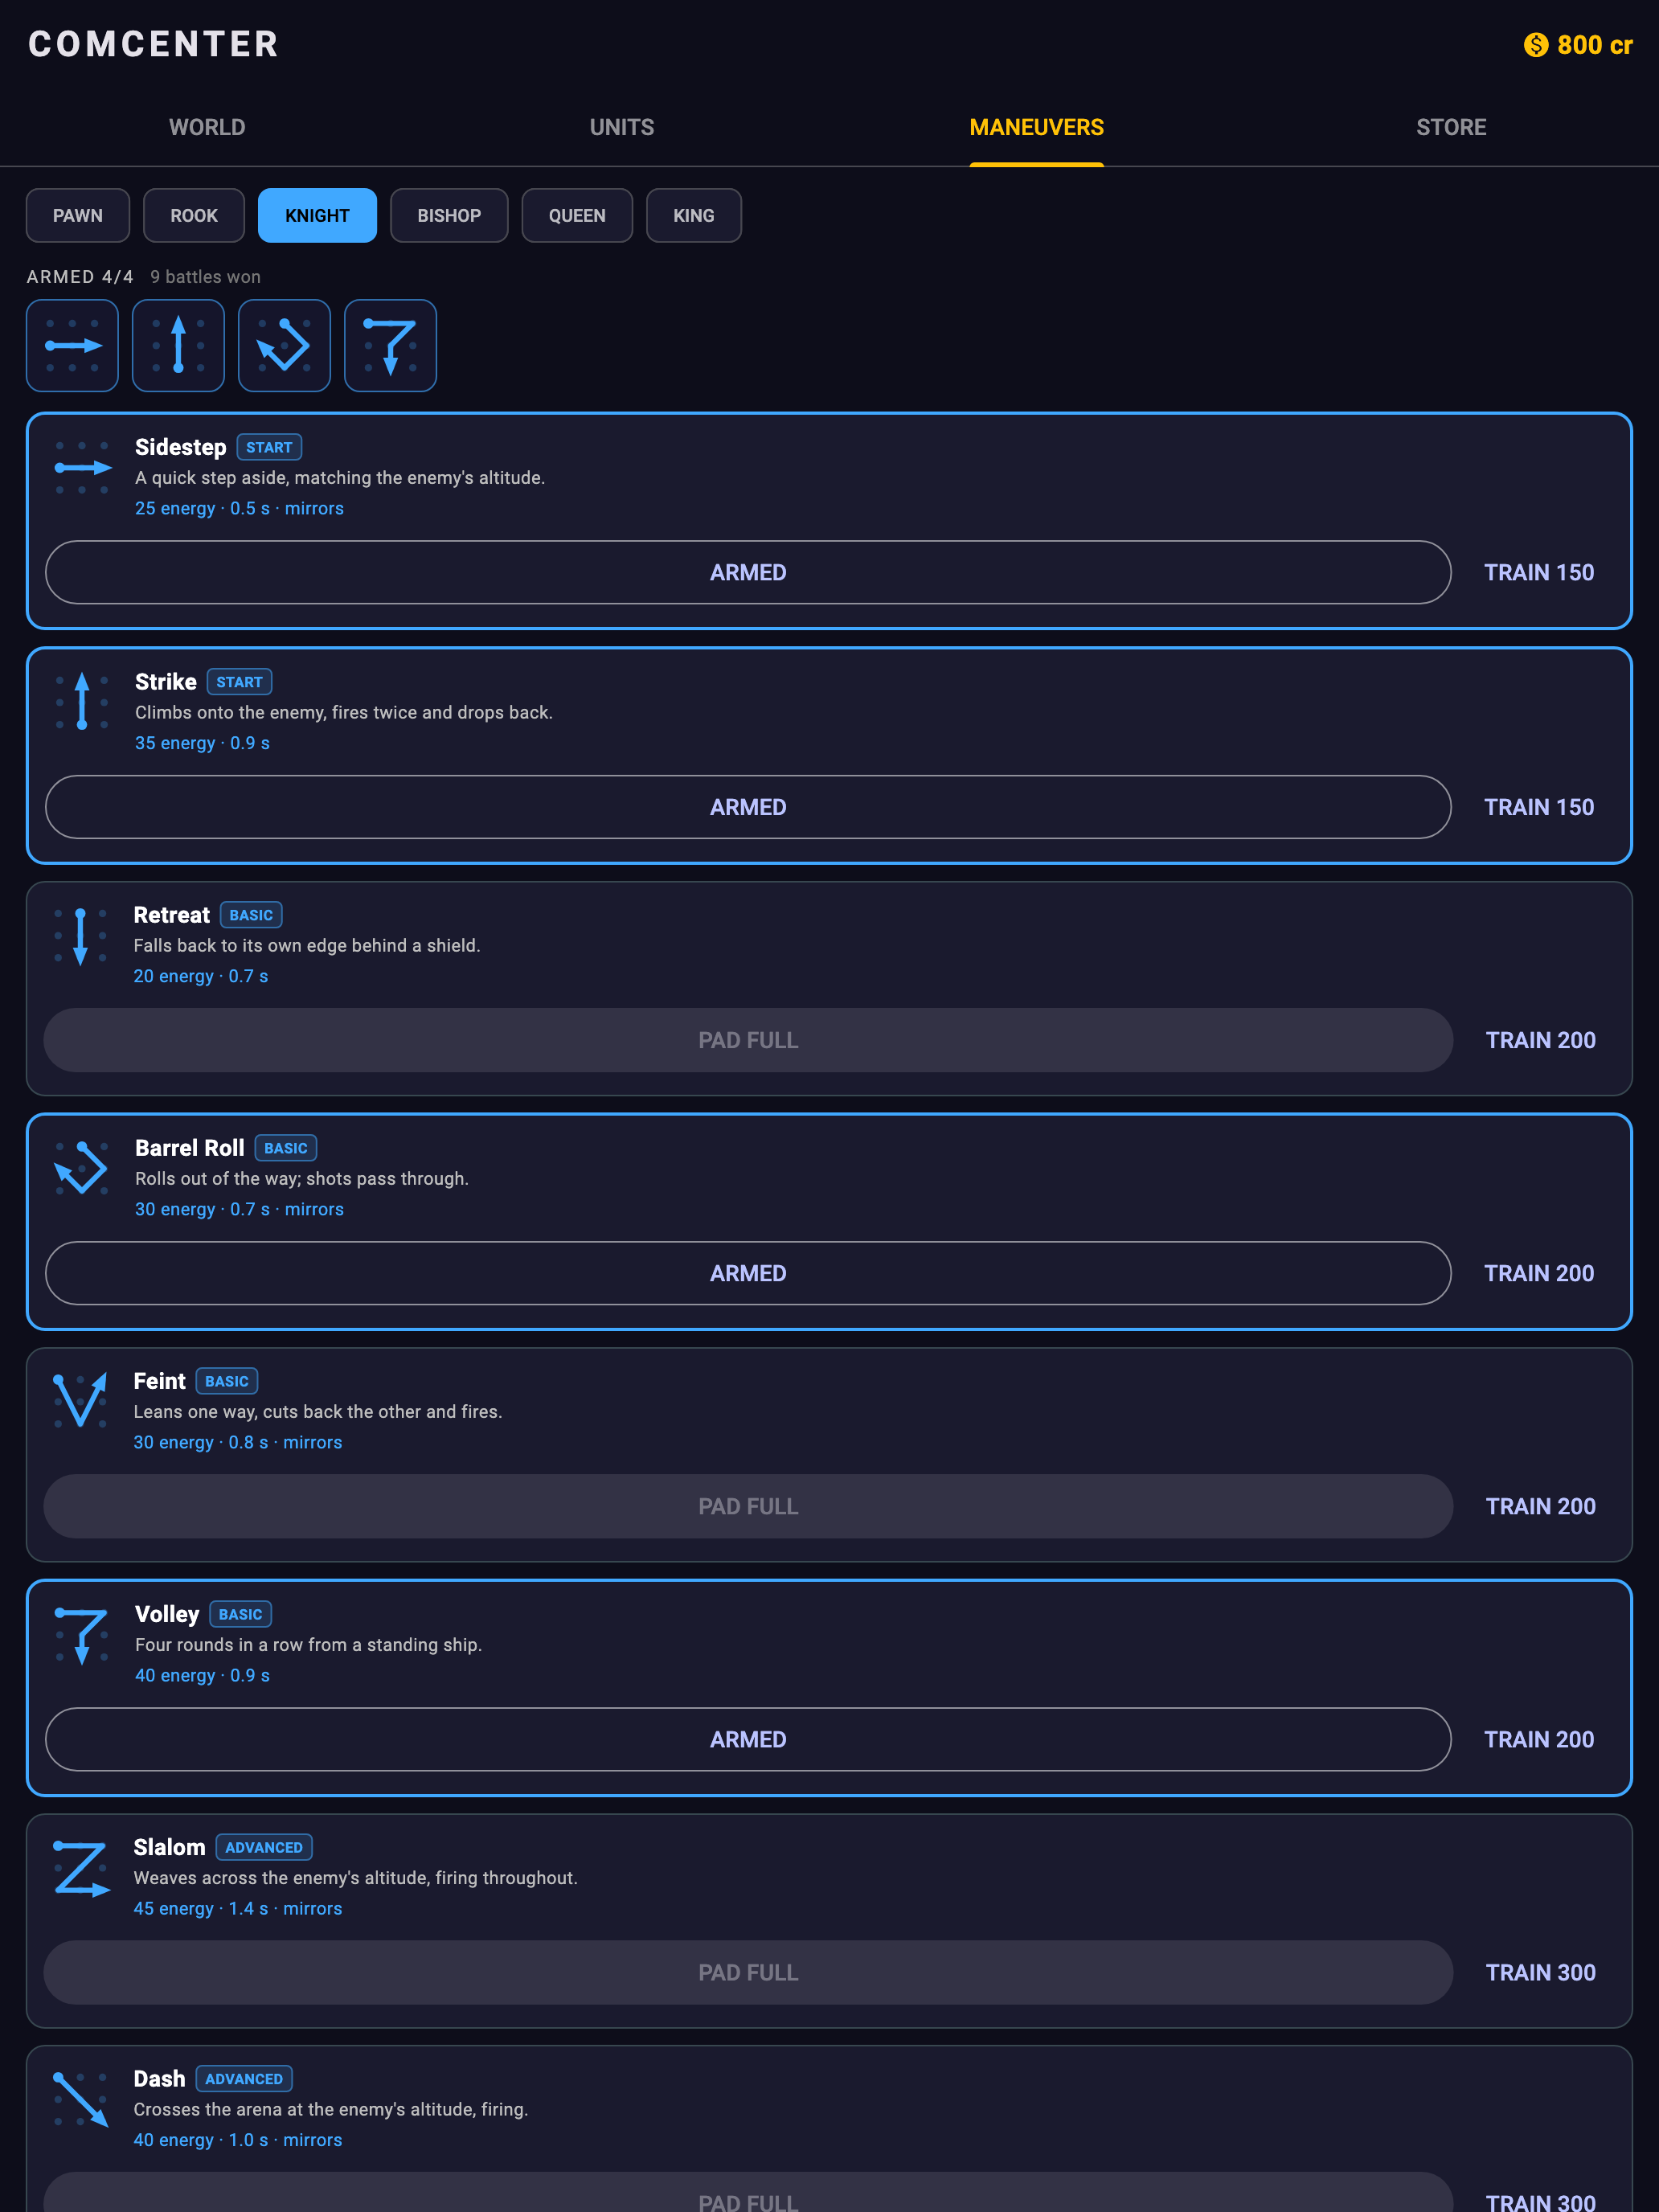 COMCENTER
800 cr
WORLD UNITS MANEUVERS STORE
PAWN ROOK KNIGHT BISHOP QUEEN KING
ARMED 4/4 9 battles won
Sidestep START
A quick step aside, matching the enemy's altitude.
25 energy · 0.5 s · mirrors
ARMED TRAIN 150
Strike START
Climbs onto the enemy, fires twice and drops back.
35 energy · 0.9 s
ARMED TRAIN 150
Retreat BASIC
Falls back to its own edge behind a shield.
20 energy · 0.7 s
PAD FULL TRAIN 200
Barrel Roll BASIC
Rolls out of the way; shots pass through.
30 energy · 0.7 s · mirrors
ARMED TRAIN 200
Feint BASIC
Leans one way, cuts back the other and fires.
30 energy · 0.8 s · mirrors
PAD FULL TRAIN 200
Volley BASIC
Four rounds in a row from a standing ship.
40 energy · 0.9 s
ARMED TRAIN 200
Slalom ADVANCED
Weaves across the enemy's altitude, firing throughout.
45 energy · 1.4 s · mirrors
PAD FULL TRAIN 300
Dash ADVANCED
Crosses the arena at the enemy's altitude, firing.
40 energy · 1.0 s · mirrors
PAD FULL TRAIN 300